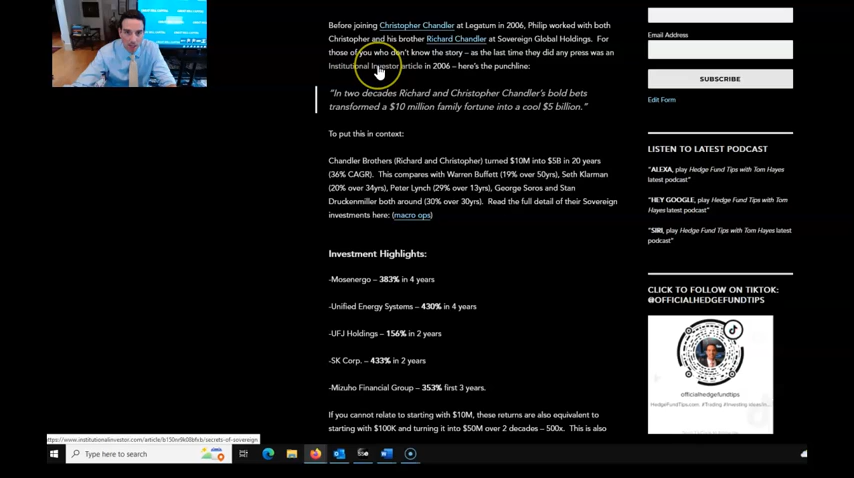 Before joining Christopher Chandler at Legatum in 2006, Philip worked with both
Christopher and his brother Richard Chandler at Sovereign Global Holdings. For
those of you who don't know the story – as the last time they did any press was an
Institutional Investor article in 2006 – here's the punchline:
"In two decades Richard and Christopher Chandler's bold bets
transformed a $10 million family fortune into a cool $5 billion."
To put this in context:
Chandler Brothers (Richard and Christopher) turned $10M into $5B in 20 years
(36% CAGR). This compares with Warren Buffett (19% over 50yrs), Seth Klarman
(20% over 34yrs), Peter Lynch (29% over 13yrs), George Soros and Stan
Druckenmiller both around (30% over 30yrs). Read the full detail of their Sovereign
investments here: (macro ops)
Investment Highlights:
-Mosenergo – 383% in 4 years
-Unified Energy Systems – 430% in 4 years
-UFJ Holdings – 156% in 2 years
-SK Corp. – 433% in 2 years
-Mizuho Financial Group – 353% first 3 years.
If you cannot relate to starting with $10M, these returns are also equivalent to
starting with $100K and turning it into $50M over 2 decades – 500x. This is also
Email Address
SUBSCRIBE
Edit Form
LISTEN TO LATEST PODCAST
"ALEXA, play Hedge Fund Tips with Tom Hayes
latest podcast"
"HEY GOOGLE, play Hedge Fund Tips with Tom
Hayes latest podcast"
"SIRI, play Hedge Fund Tips with Tom Hayes latest
podcast"
CLICK TO FOLLOW ON TIKTOK:
@OFFICIALHEDGEFUNDTIPS
officialhedgefundtips
HedgeFundTips.com #Trading #Investing
Type here to search